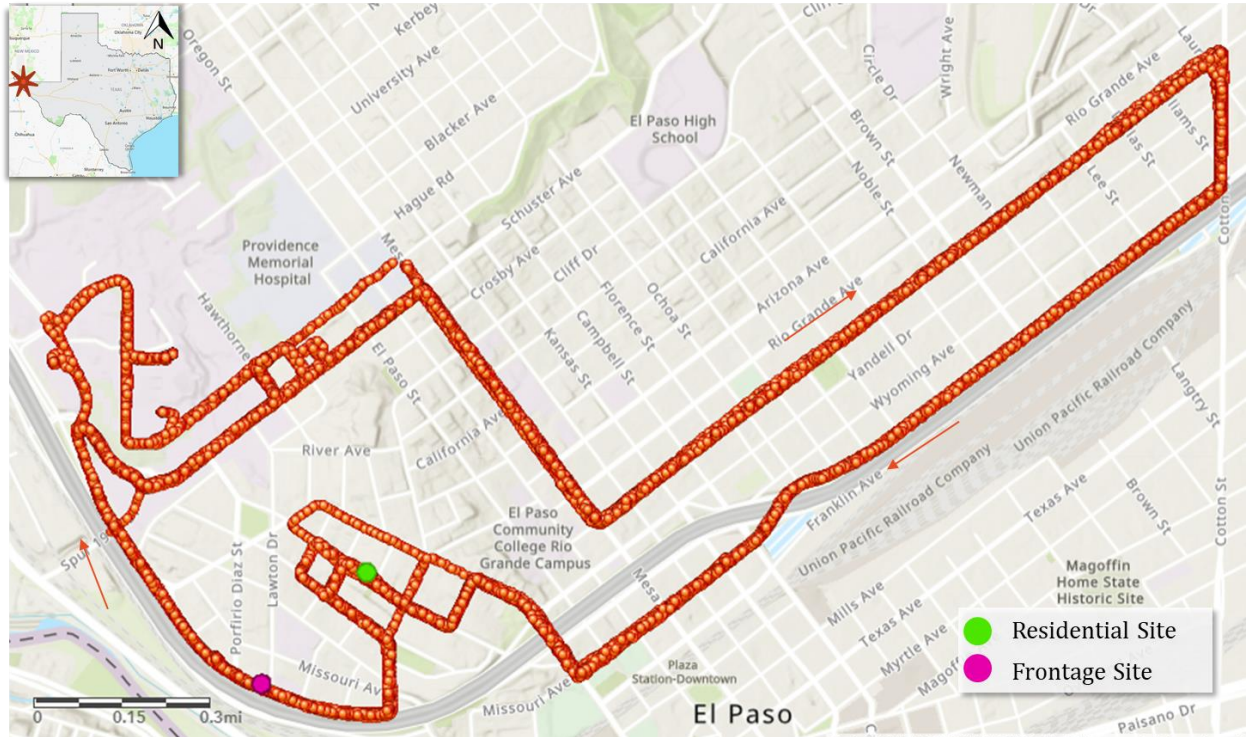 N
Oregon St
University Ave
Kerbey
Blacker Ave
Hague Rd
Schuster Ave
El Paso High
School
Circle Dr
Wright Ave
Brown St
Noble St
Newman
Rio Grande Ave
Lee St
Cotton
Providence
Memorial
Hospital
Hawthorne
Mes
Crosby Ave
Cliff Dr
California Ave
Florence St
Ochoa St
Campbell St
Kansas St
Arizona Ave
Rio Grande Ave
Yandell Dr
Wyoming Ave
El Paso St
California Ave
River Ave
Union Pacific Railroad Company
Langtry St
Franklin Ave
Union Pacific Railroad Company
Texas Ave
Brown St
Cotton St
El Paso
Community
College Rio
Grande Campus
Spur 19
Porfirio Diaz St
Lawton Dr
Mesa
Missouri Av
Missouri Ave
Plaza
Station-Downtown
Mills Ave
Texas Ave
Myrtle Ave
Magoffin
Home State
Historic Site
Residential Site
Frontage Site
0 0.15 0.3mi
El Paso
Paisano Dr